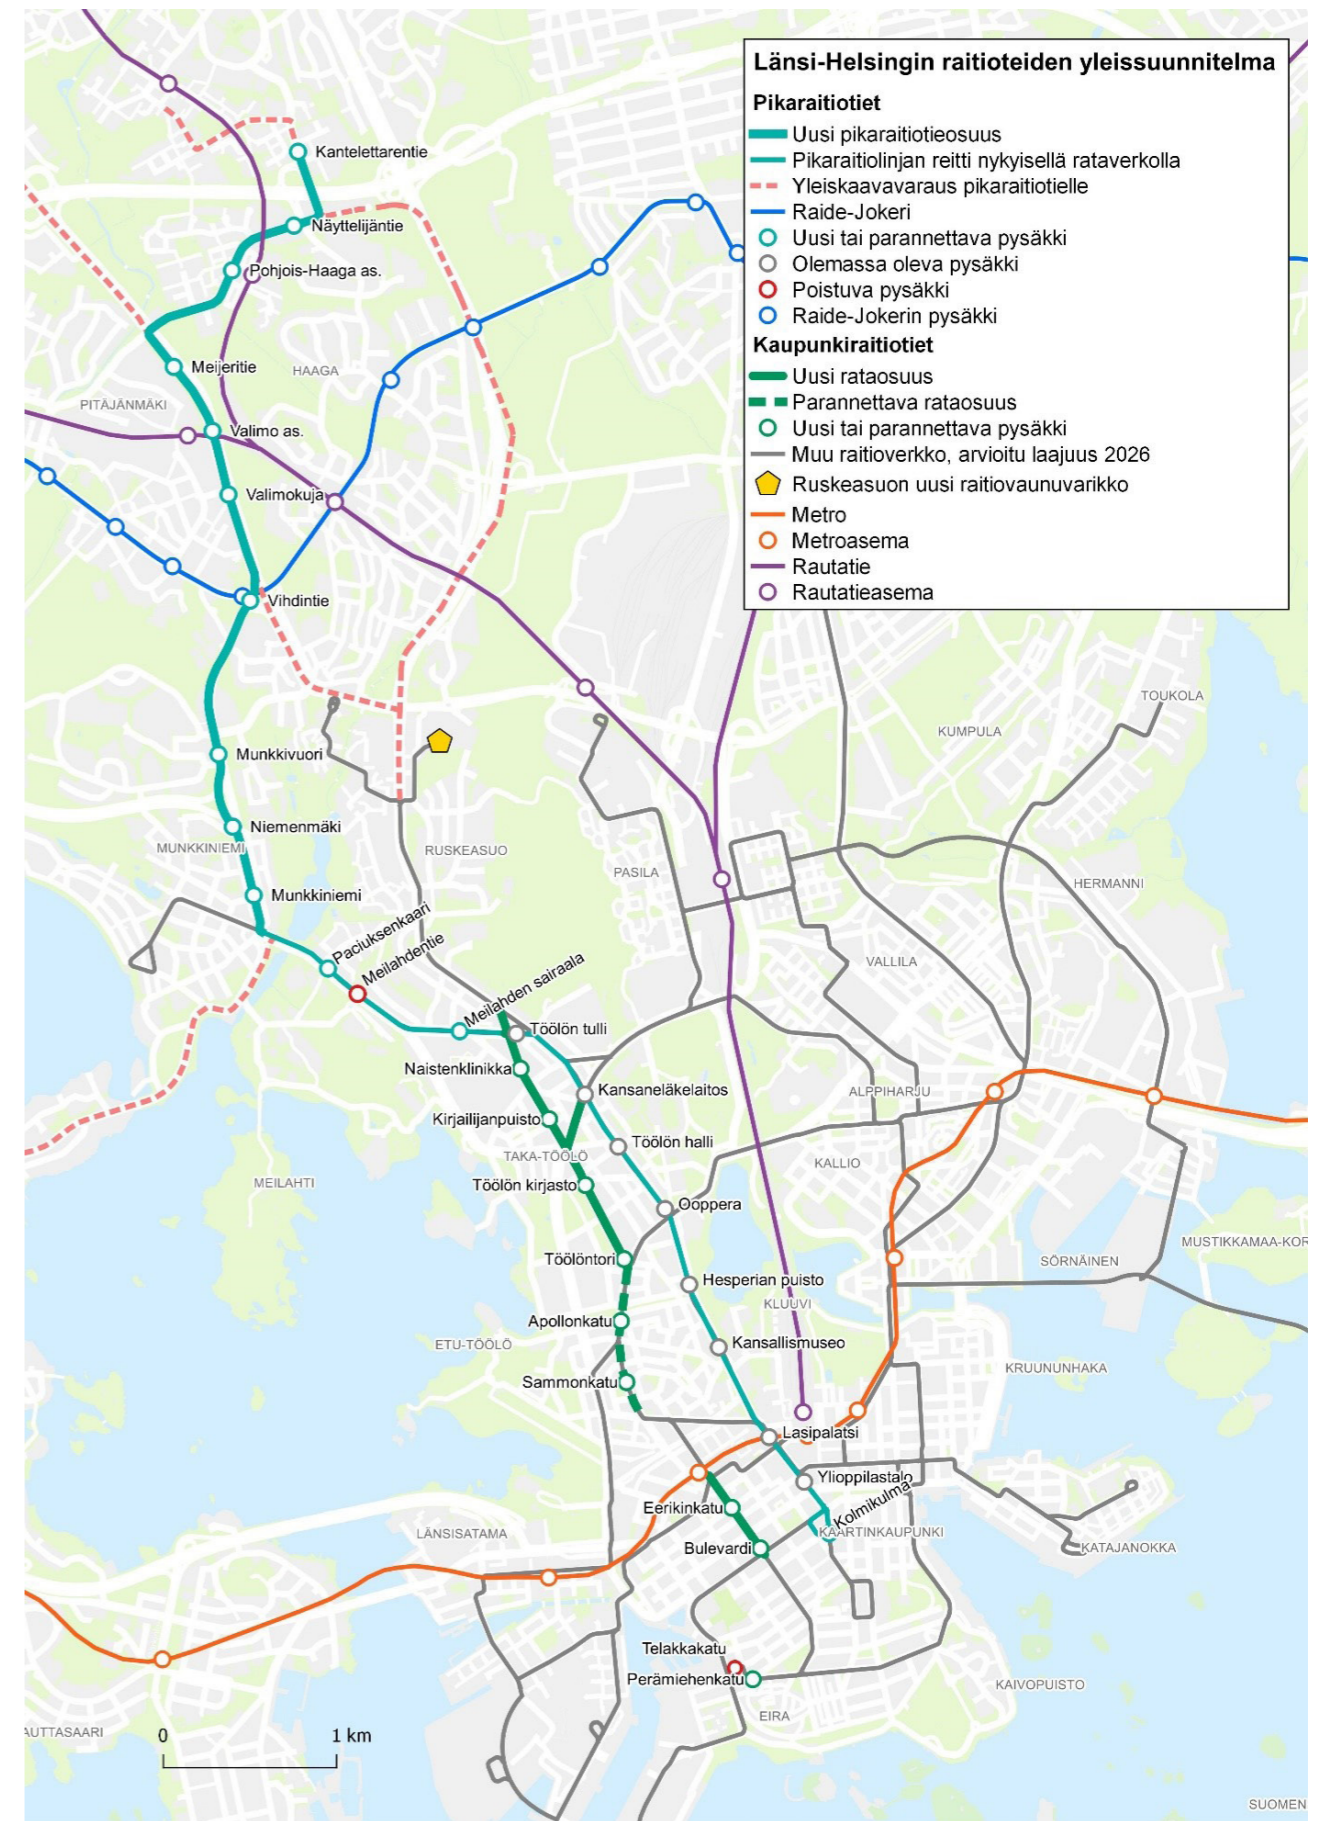 Länsi-Helsingin raitioteiden yleissuunnitelma
Pikaraitiotiet
Uusi pikaraitiotieosuus
Pikaraitiolinjan reitti nykyisellä rataverkolla
Yleiskaavavaraus pikaraitiotielle
Raide-Jokeri
Uusi tai parannettava pysäkki
Olemassa oleva pysäkki
Poistuva pysäkki
Raide-Jokerin pysäkki
Kaupunkiraitiotiet
Uusi rataosuus
Parannettava rataosuus
Uusi tai parannettava pysäkki
Muu raitioverkko, arvioitu laajuus 2026
Ruskeasuon uusi raitiovaunuvarikko
Metro
Metroasema
Rautatie
Rautatieasema
Kantelettarentie
Näyttelijäntie
Pohjois-Haaga as.
Meijeritie
HAAGA
PITÄJÄNMÄKI
Valimo as.
Valimokuja
Vihdintie
TOUKOLA
KUMPULA
Munkkivuori
Niemenmäki
MUNKKINIEMI
RUSKEASUO
PASILA
HERMANNI
Munkkiniemi
Paciuksenkaari
Meilahdentie
VALLILA
Meilahden sairaala
Töölön tulli
Naistenklinikka
Kansaneläkelaitos
ALPPIHARJU
Kirjailijanpuisto
Töölön halli
TAKA-TÖÖLÖ
KALLIO
MEILAHTI
Töölön kirjasto
Ooppera
MUSTIKKAMAA-KOR
Töölöntori
SÖRNÄINEN
Hesperian puisto
KLUUVI
Apollonkatu
ETU-TÖÖLÖ
Kansallismuseo
KRUUNUNHAKA
Sammonkatu
Lasipalatsi
Ylioppilastalo
Kolmikulma
Eerikinkatu
LÄNSISATAMA
KAARTINKAUPUNKI
Bulevardi
KATAJANOKKA
Telakkakatu
Perämiehenkatu
KAIVOPUISTO
EIRA
AUTTASAARI
0 1 km
SUOMEN